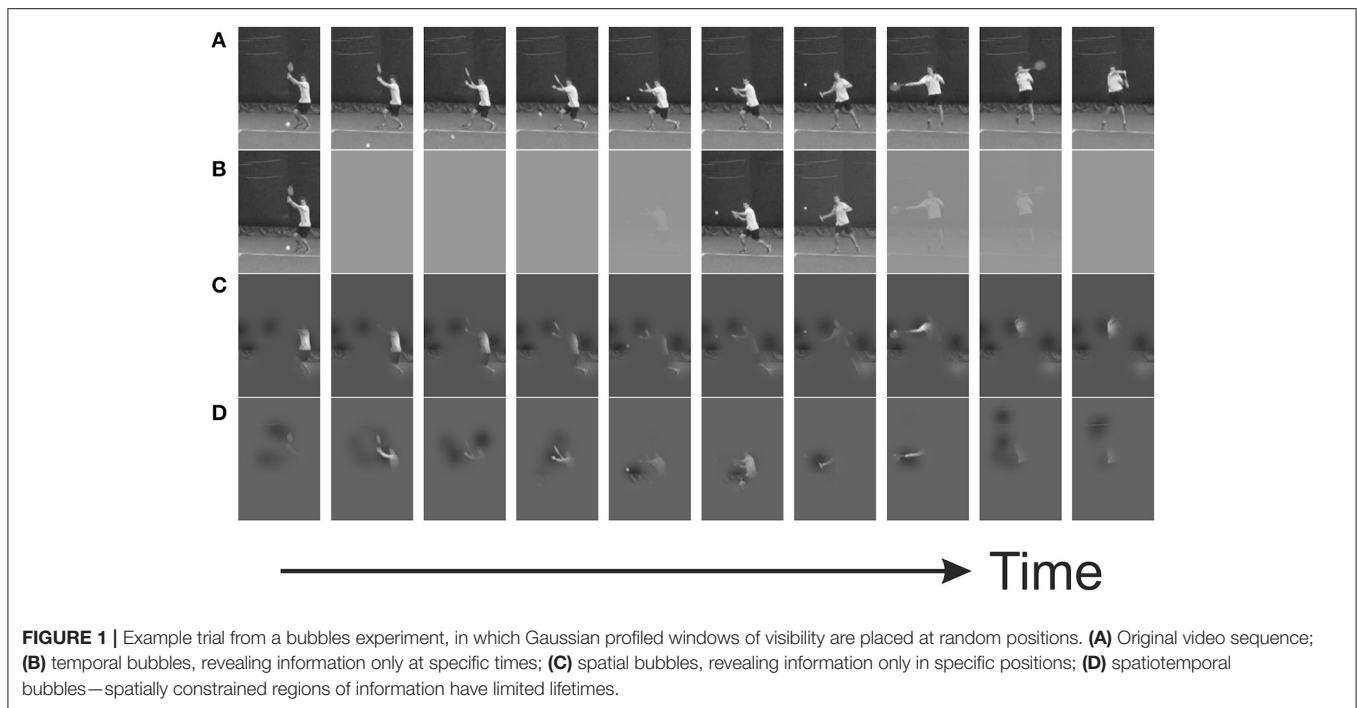 A
B
C
D
Time
FIGURE 1 | Example trial from a bubbles experiment, in which Gaussian profiled windows of visibility are placed at random positions. (A) Original video sequence;
(B) temporal bubbles, revealing information only at specific times; (C) spatial bubbles, revealing information only in specific positions; (D) spatiotemporal
bubbles—spatially constrained regions of information have limited lifetimes.